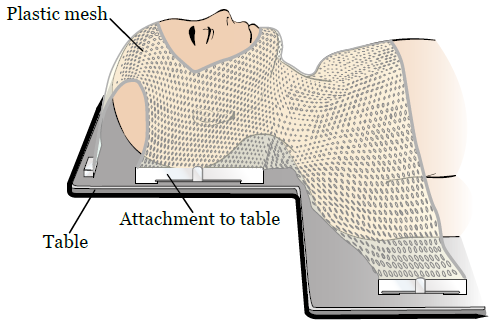 Plastic mesh
Attachment to table
Table